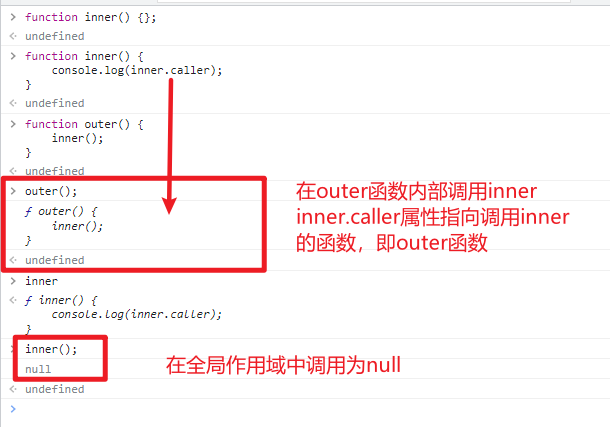 > function inner() {};
<· undefined
> function inner() {
console.log(inner.caller);
}
<· undefined
> function outer() {
inner();
}
<· undefined
> outer();
ƒ outer() {
inner();
}
<· undefined
在outer函数内部调用inner
inner.caller属性指向调用inner
的函数，即outer函数
> inner
<· ƒ inner() {
console.log(inner.caller);
}
> inner();
null
在全局作用域中调用为null
<· undefined
>